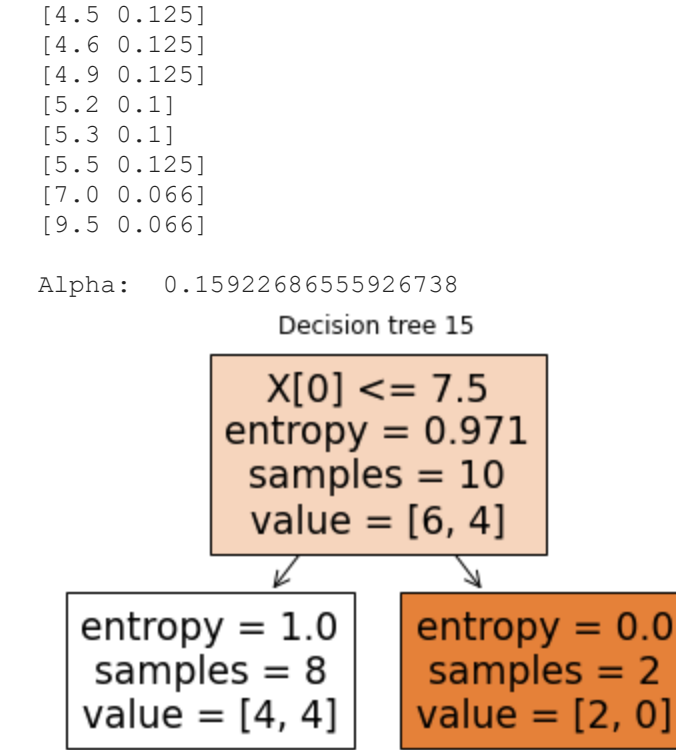 [4.5 0.125]
[4.6 0.125]
[4.9 0.125]
[5.2 0.1]
[5.3 0.1]
[5.5 0.125]
[7.0 0.066]
[9.5 0.066]
Alpha:  0.15922686555926738
Decision tree 15
X[0] <= 7.5
entropy = 0.971
samples = 10
value = [6, 4]
entropy = 1.0
samples = 8
value = [4, 4]
entropy = 0.0
samples = 2
value = [2, 0]